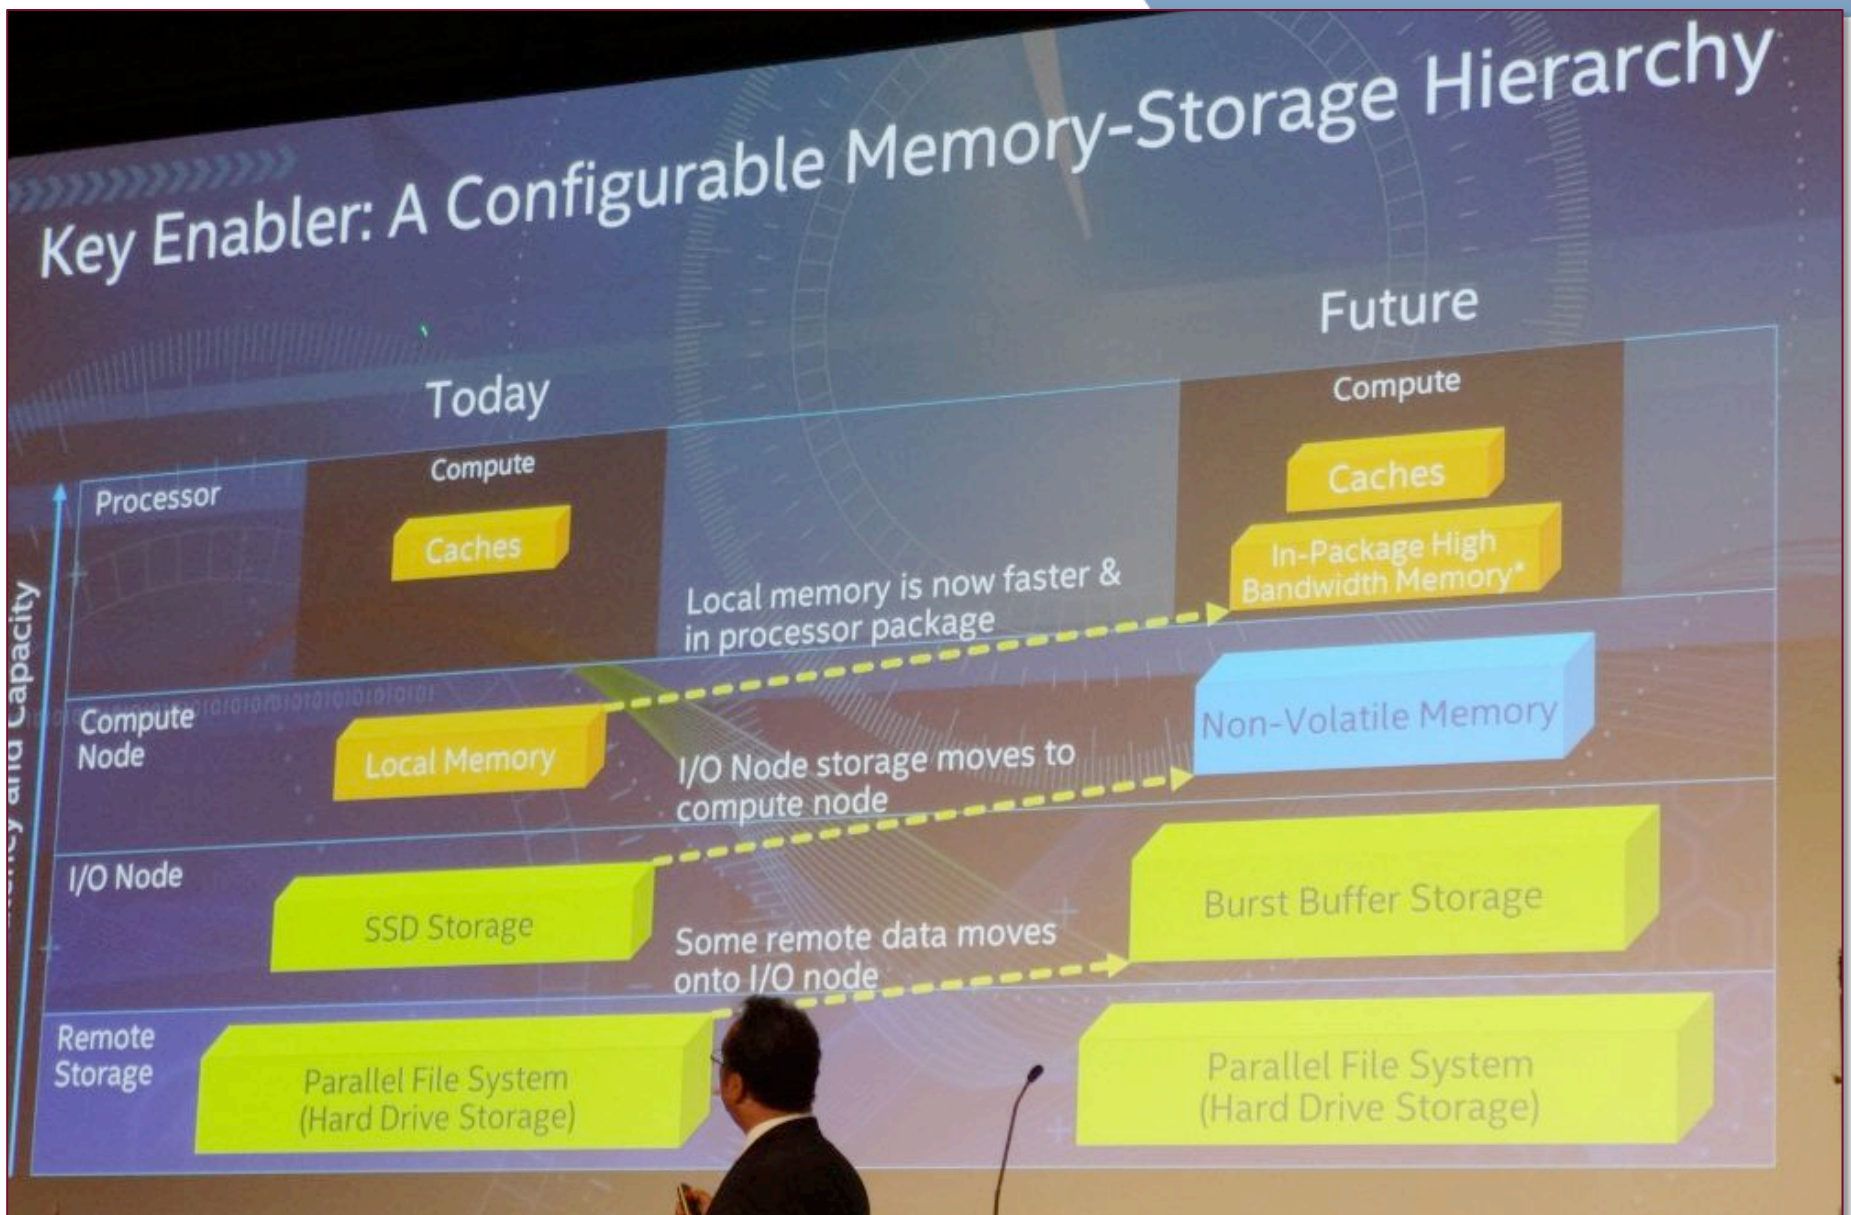 Key Enabler: A Configurable Memory-Storage Hierarchy
Today
Future
Processor
Compute
Caches
Local memory is now faster &
in processor package
Compute
Caches
In-Package High
Bandwidth Memory*
Compute
Node
Local Memory
I/O Node storage moves to
compute node
Non-Volatile Memory
I/O Node
SSD Storage
Some remote data moves
onto I/O node
Burst Buffer Storage
Remote
Storage
Parallel File System
(Hard Drive Storage)
Parallel File System
(Hard Drive Storage)
and Capacity